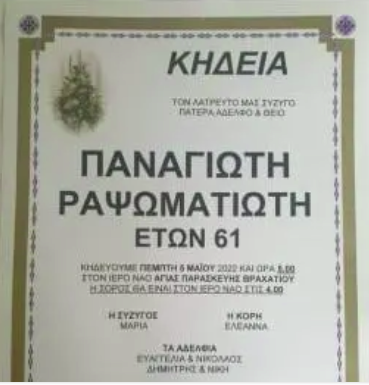 ΚΗΔΕΙΑ
ΤΟΝ ΛΑΤΡΕΥΤΟ ΜΑΣ ΣΥΖΥΓΟ
ΠΑΤΕΡΑ, ΑΔΕΛΦΟ & ΘΕΙΟ
ΠΑΝΑΓΙΩΤΗ
ΡΑΨΩΜΑΤΙΩΤΗ
ΕΤΩΝ 61
ΚΗΔΕΥΟΥΜΕ ΠΕΜΠΤΗ 5 ΜΑΪΟΥ 2022 ΚΑΙ ΩΡΑ 5.00
ΣΤΟΝ ΙΕΡΟ ΝΑΟ ΑΓΙΑΣ ΠΑΡΑΣΚΕΥΗΣ ΒΡΑΧΑΤΙΟΥ
Η ΣΟΡΟΣ ΘΑ ΕΙΝΑΙ ΣΤΟΝ ΙΕΡΟ ΝΑΟ ΣΤΙΣ 4.00
Η ΣΥΖΥΓΟΣ
ΜΑΡΙΑ
Η ΚΟΡΗ
ΕΛΕΑΝΝΑ
ΤΑ ΑΔΕΛΦΙΑ
ΕΥΑΓΓΕΛΙΑ & ΝΙΚΟΛΑΟΣ
ΔΗΜΗΤΡΗΣ & ΝΙΚΗ